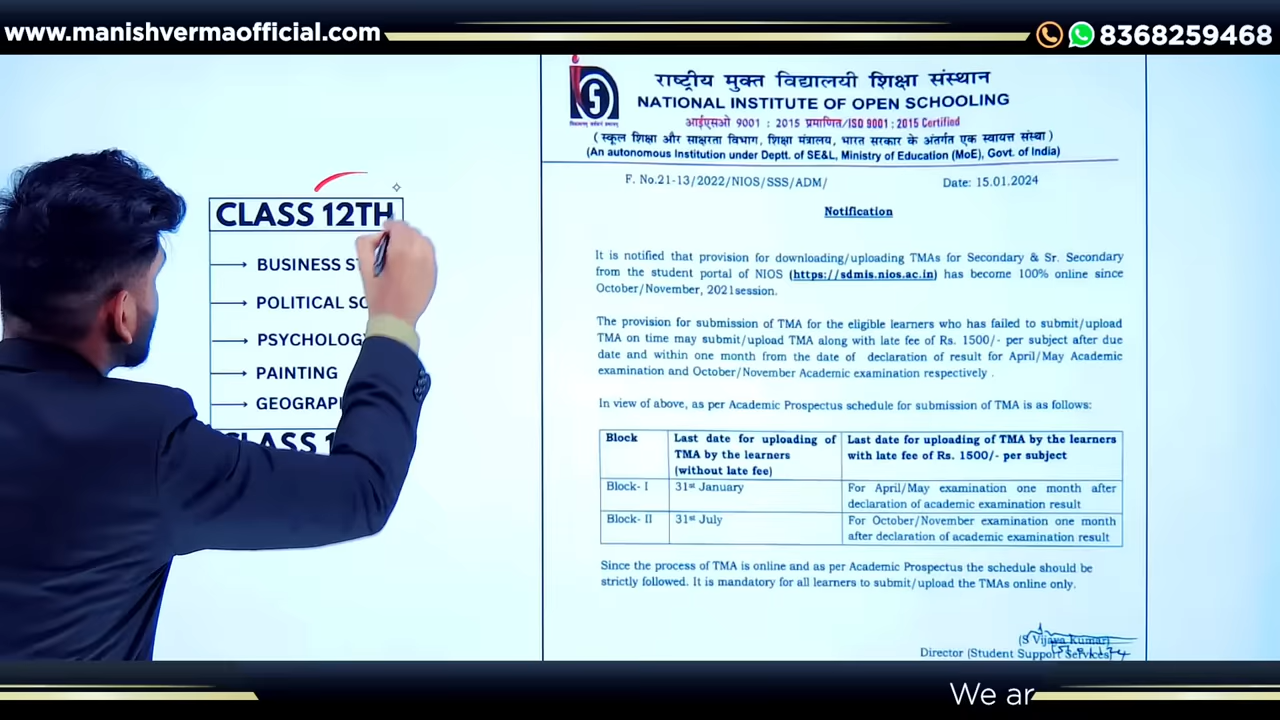 www.manishvermaofficial.com
8368259468
CLASS 12TH
BUSINESS
POLITICAL
PSYCHOLOGY
PAINTING
राष्ट्रीय मुक्त विद्यालयी शिक्षा संस्थान
NATIONAL INSTITUTE OF OPEN SCHOOLING
आईएसओ 9001 : 2015 प्रमाणित/ISO 9001 : 2015 Certified
( स्कूल शिक्षा और साक्षरता विभाग, शिक्षा मंत्रालय, भारत सरकार के अंतर्गत एक स्वायत्त संस्था )
(An autonomous Institution under Deptt. of SE&L, Ministry of Education (MoE), Govt. of India)
F. No.21-13/2022/NIOS/SSS/ADM/ Date: 15.01.2024
Notification
It is notified that provision for downloading/uploading TMAs for Secondary & Sr. Secondary
from the student portal of NIOS (https://sdmis.nios.ac.in) has become 100% online since
October/November, 2021session.
The provision for submission of TMA for the eligible learners who has failed to submit/upload
TMA on time may submit/upload TMA along with late fee of Rs. 1500/- per subject after due
date and within one month from the date of declaration of result for April/May Academic
examination and October/November Academic examination respectively .
In view of above, as per Academic Prospectus schedule for submission of TMA is as follows:
Block
Last date for uploading of
TMA by the learners
(without late fee)
Last date for uploading of TMA by the learners
with late fee of Rs. 1500/- per subject
Block- I
31st January
For April/May examination one month after
declaration of academic examination result
Block- II
31st July
For October/November examination one month
after declaration of academic examination result
Since the process of TMA is online and as per Academic Prospectus the schedule should be
strictly followed. It is mandatory for all learners to submit/upload the TMAs online only.
(S Vijaya Kumar)
Director (Student Support Services)
We ar